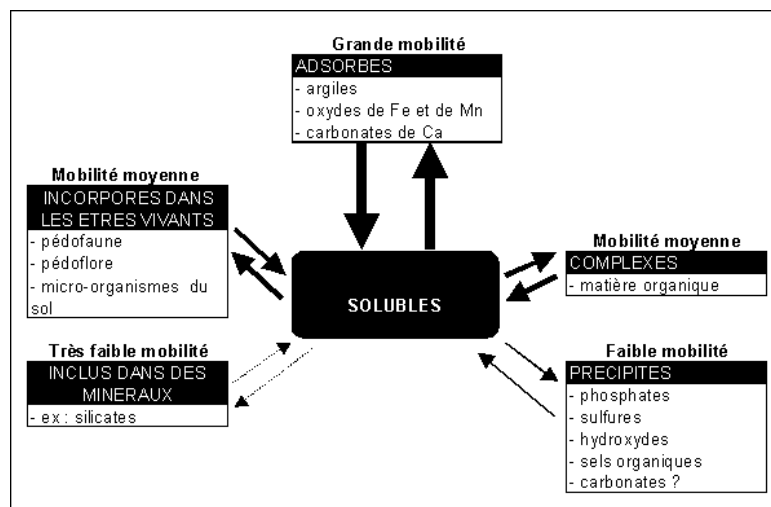 Grande mobilité
ADSORBES
- argiles
- oxydes de Fe et de Mn
- carbonates de Ca
Mobilité moyenne
INCORPORES DANS
LES ETRES VIVANTS
- pédofaune
- pédoflore
- micro-organismes du
sol
SOLUBLES
Mobilité moyenne
COMPLEXES
- matière organique
Très faible mobilité
INCLUS DANS DES
MINERAUX
- ex : silicates
Faible mobilité
PRECIPITES
- phosphates
- sulfures
- hydroxydes
- sels organiques
- carbonates ?